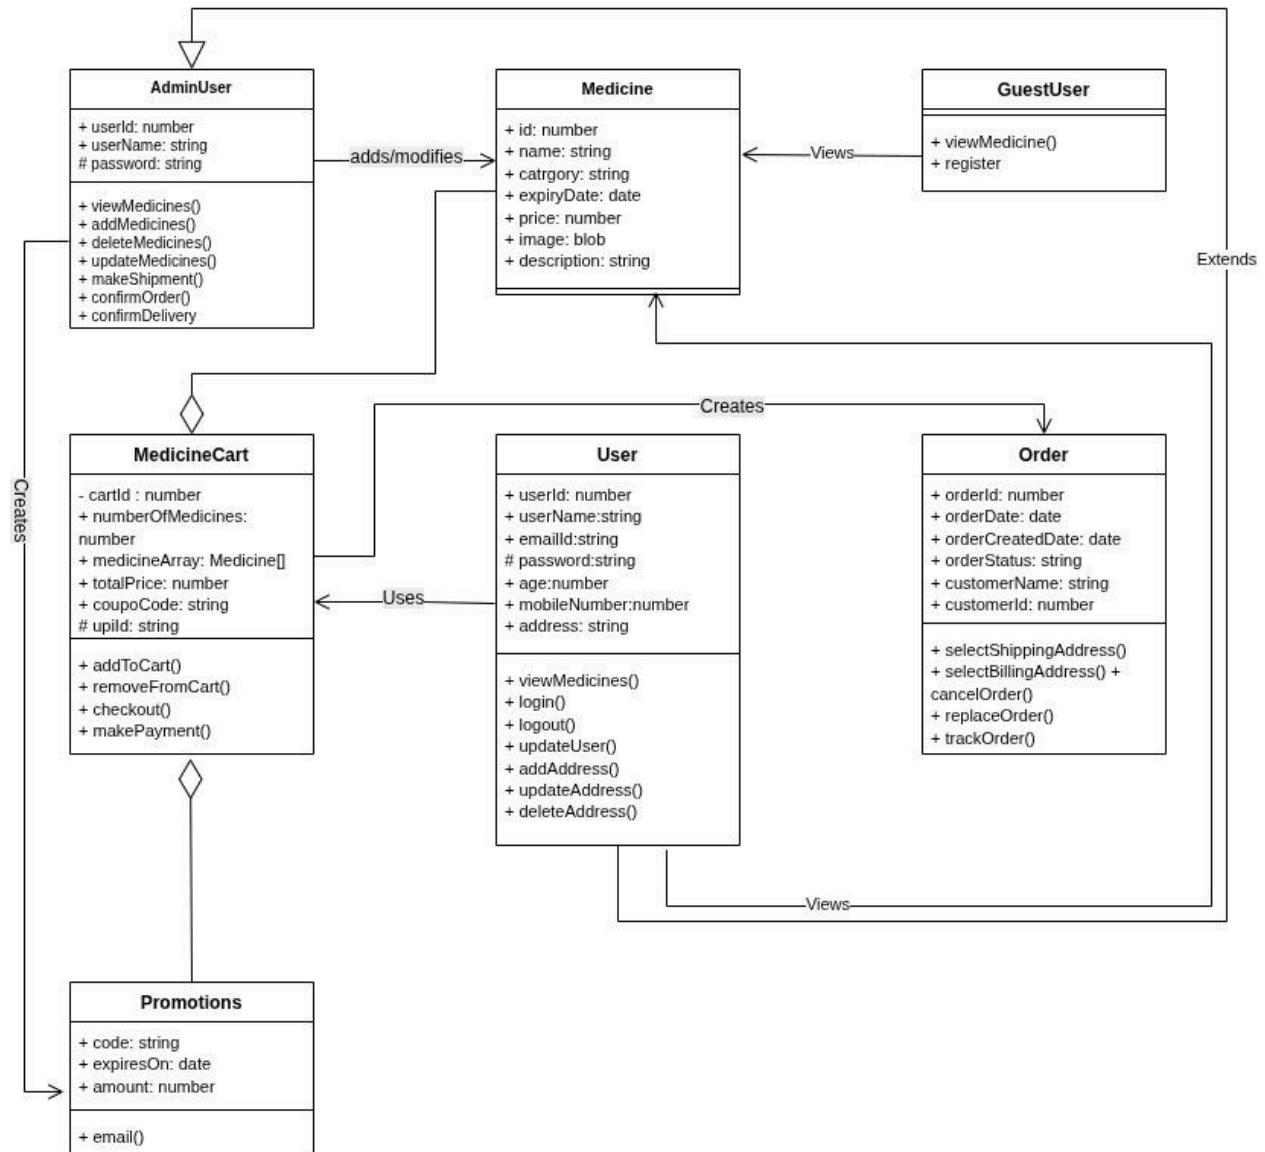 AdminUser
+ userId: number
+ userName: string
# password: string
+ viewMedicines()
+ addMedicines()
+ deleteMedicines()
+ updateMedicines()
+ makeShipment()
+ confirmOrder()
+ confirmDelivery
adds/modifies
Medicine
+ id: number
+ name: string
+ catrgory: string
+ expiryDate: date
+ price: number
+ image: blob
+ description: string
Views
GuestUser
+ viewMedicine()
+ register
Extends
Creates
Creates
MedicineCart
- cartId : number
+ numberOfMedicines:
number
+ medicineArray: Medicine[]
+ totalPrice: number
+ coupoCode: string
# upiId: string
+ addToCart()
+ removeFromCart()
+ checkout()
+ makePayment()
Uses
User
+ userId: number
+ userName:string
+ emailId:string
# password:string
+ age:number
+ mobileNumber:number
+ address: string
+ viewMedicines()
+ login()
+ logout()
+ updateUser()
+ addAddress()
+ updateAddress()
+ deleteAddress()
Order
+ orderId: number
+ orderDate: date
+ orderCreatedDate: date
+ orderStatus: string
+ customerName: string
+ customerId: number
+ selectShippingAddress()
+ selectBillingAddress() +
cancelOrder()
+ replaceOrder()
+ trackOrder()
Views
Promotions
+ code: string
+ expiresOn: date
+ amount: number
+ email()